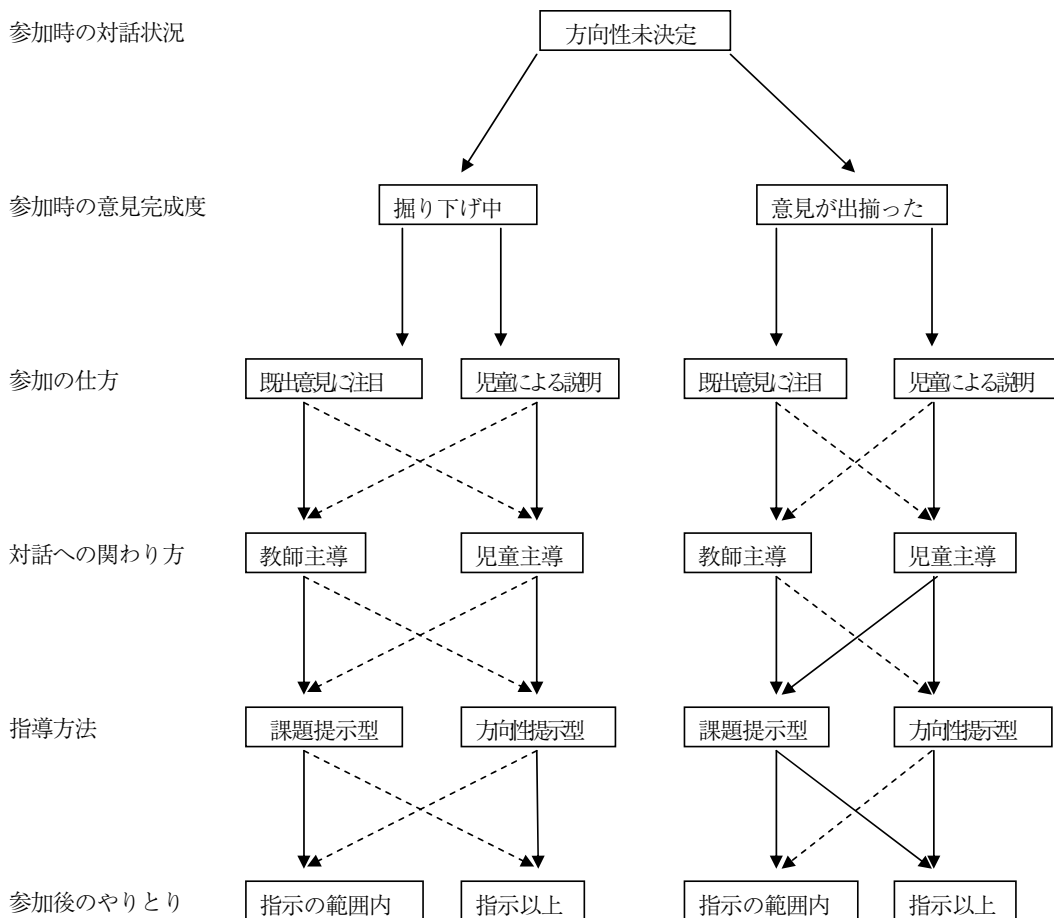 参加時の対話状況
方向性未決定
参加時の意見完成度
掘り下げ中
意見が出揃った
参加の仕方
既出意見に注目
児童による説明
既出意見に注目
児童による説明
対話への関わり方
教師主導
児童主導
教師主導
児童主導
指導方法
課題提示型
方向性提示型
課題提示型
方向性提示型
参加後のやりとり
指示の範囲内
指示以上
指示の範囲内
指示以上